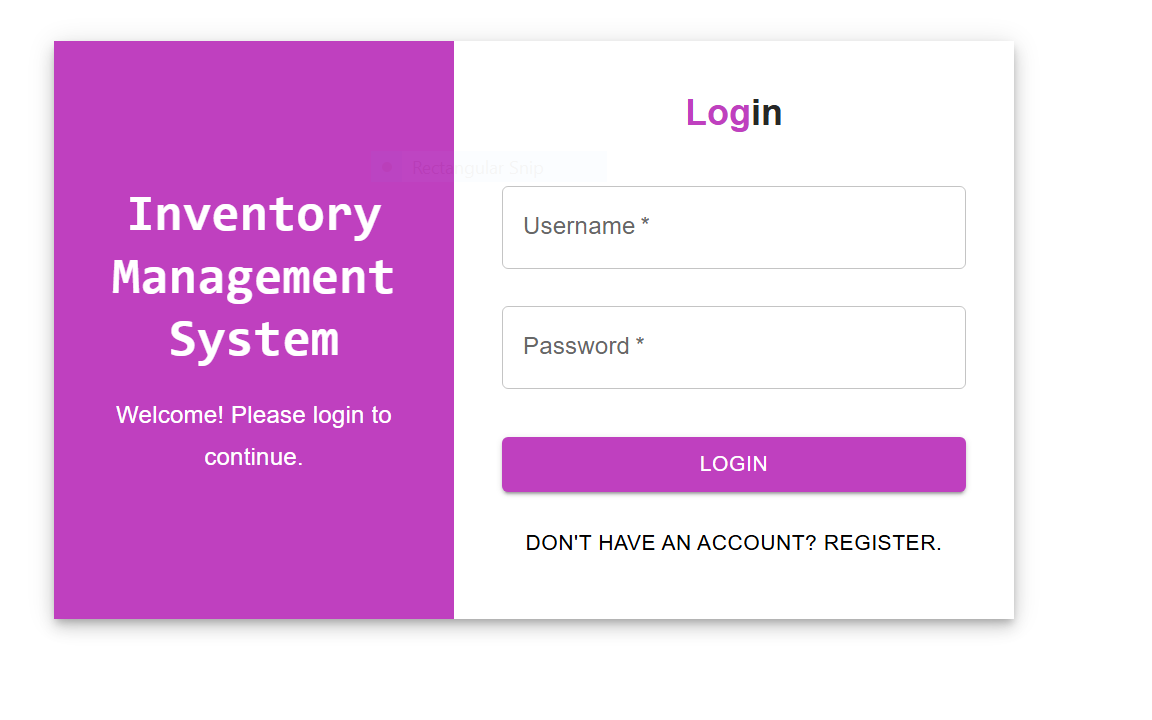 Inventory
Management
System
Welcome! Please login to
continue.
Login
Rectangular Snip
Username *
Password *
LOGIN
DON'T HAVE AN ACCOUNT? REGISTER.